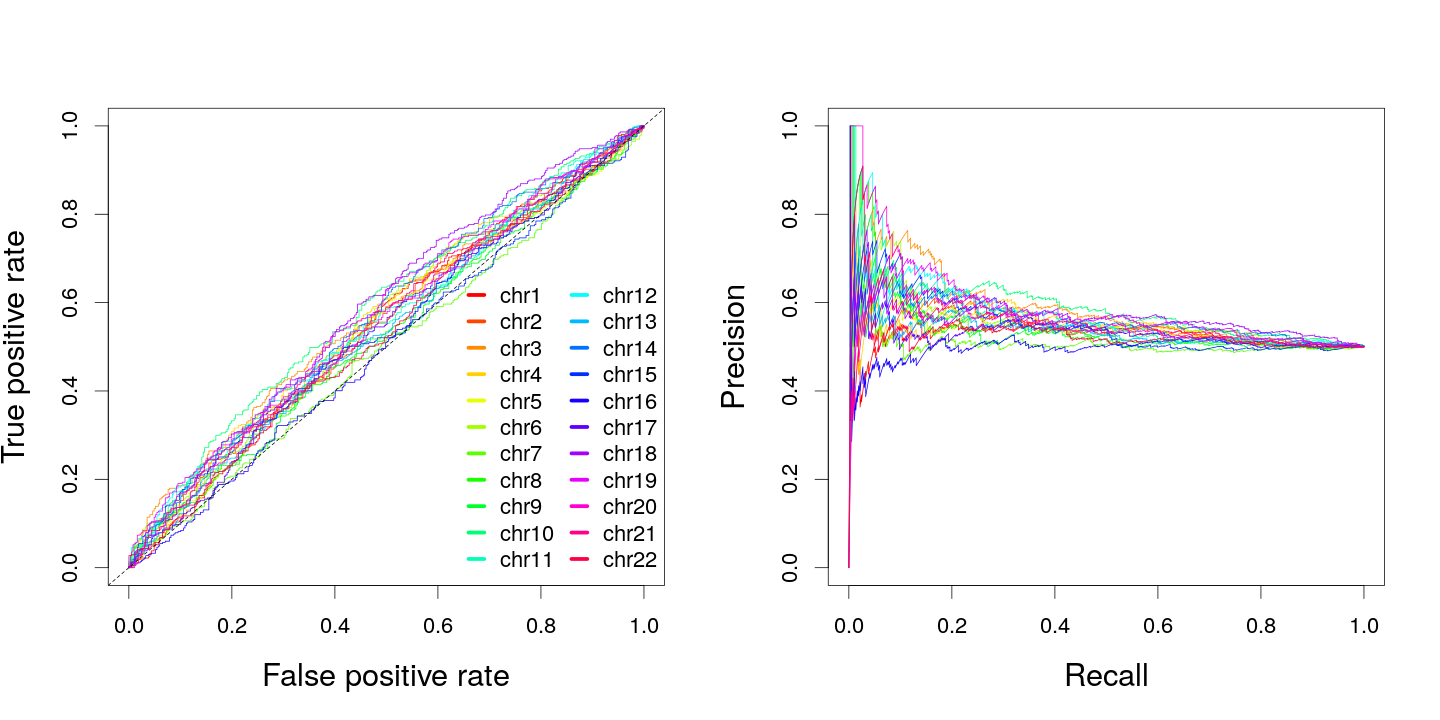 True positive rate
1.0
0.8
0.6
0.4
0.2
0.0
chr1
chr2
chr3
chr4
chr5
chr6
chr7
chr8
chr9
chr10
chr11
chr12
chr13
chr14
chr15
chr16
chr17
chr18
chr19
chr20
chr21
chr22
0.0 0.2 0.4 0.6 0.8 1.0
False positive rate
Precision
1.0
0.8
0.6
0.4
0.2
0.0
0.0 0.2 0.4 0.6 0.8 1.0
Recall